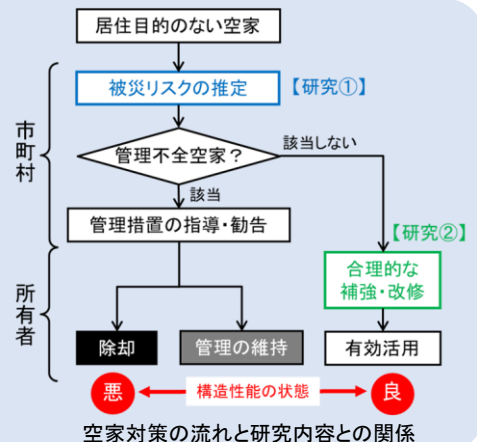 居住目的のない空家
被災リスクの推定
【研究①】
管理不全空家？
該当しない
該当
管理措置の指導・勧告
【研究②】
合理的な
補強・改修
除却
管理の維持
有効活用
市町村
所有者
悪
構造性能の状態
良
空家対策の流れと研究内容との関係